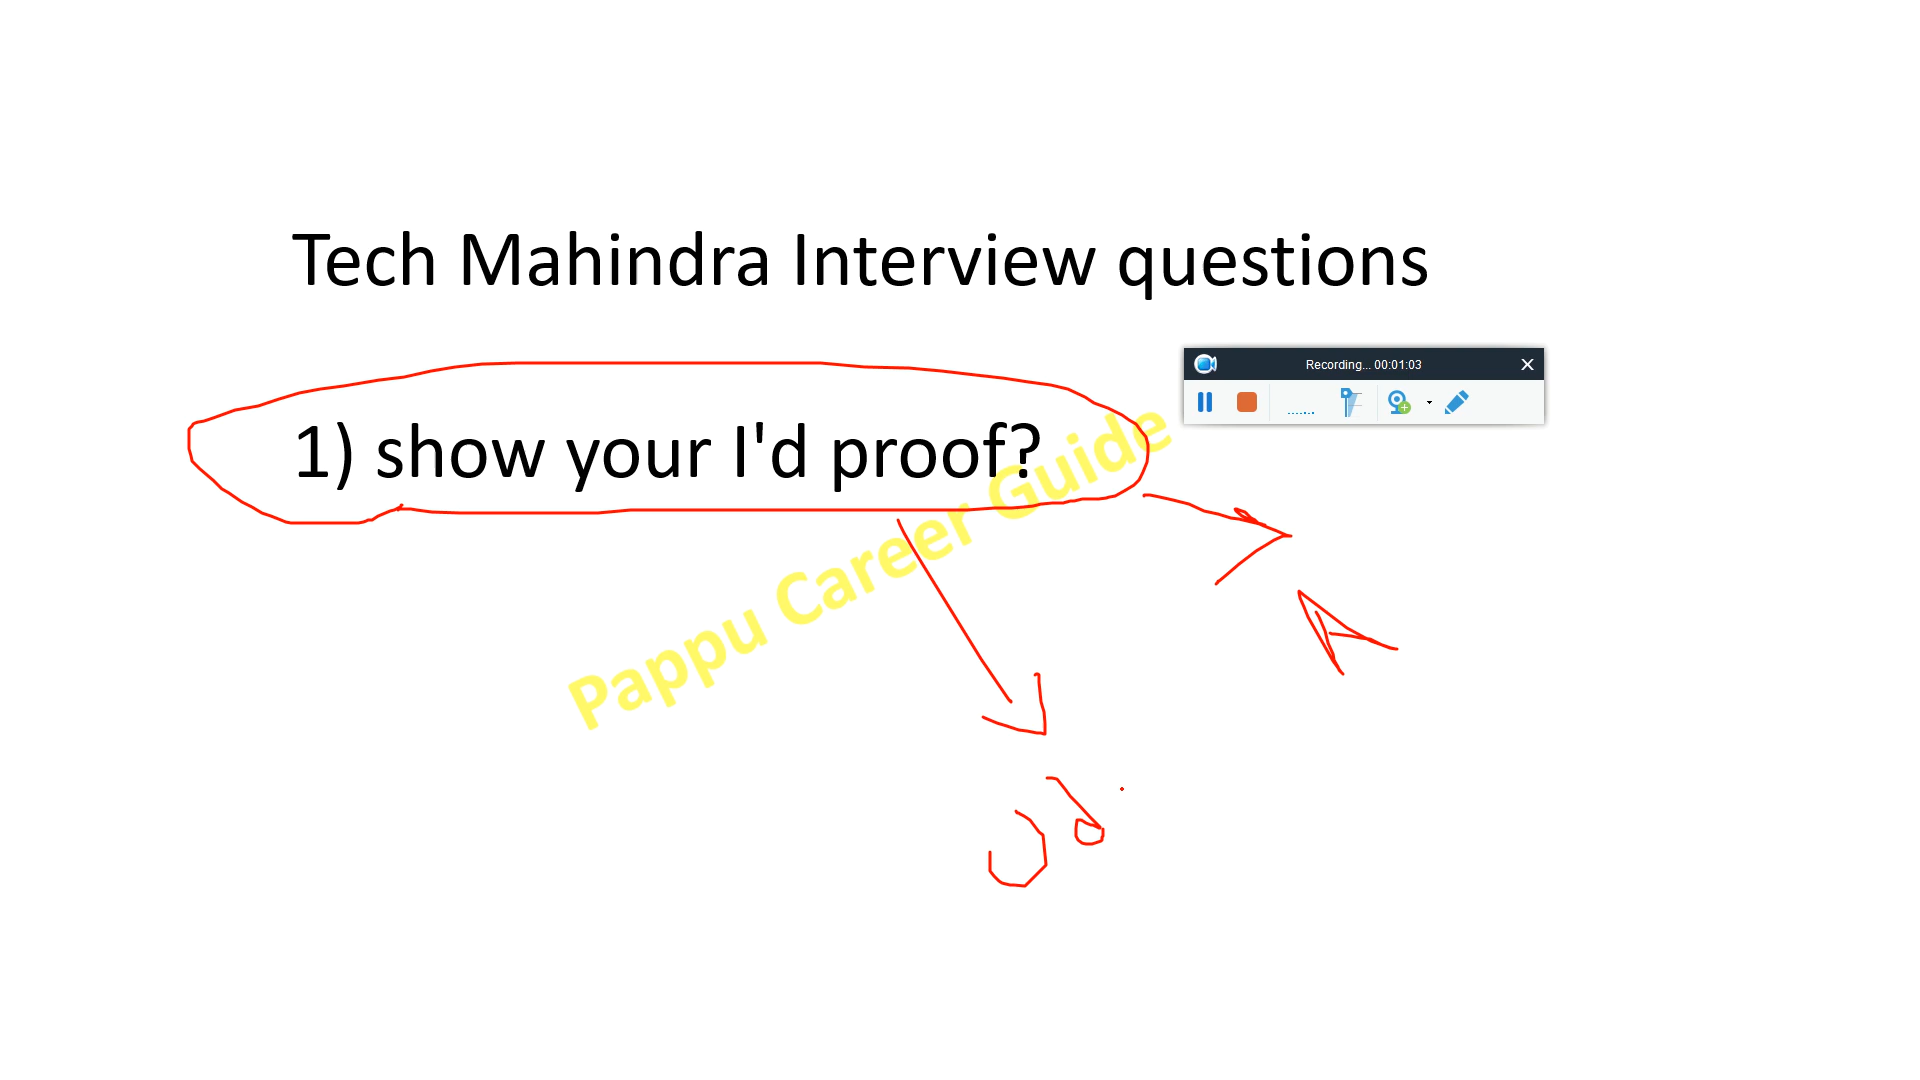 Tech Mahindra Interview questions
Recording... 00:01:03
1) show your I'd proof?
Pappu Career Guide
A